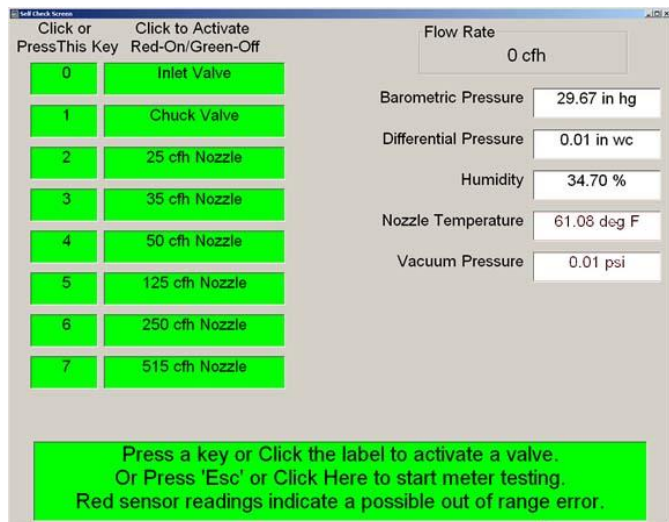 Self Check Screen
Click or Click to Activate
PressThis Key Red-On/Green-Off
0 Inlet Valve
1 Chuck Valve
2 25 cfh Nozzle
3 35 cfh Nozzle
4 50 cfh Nozzle
5 125 cfh Nozzle
6 250 cfh Nozzle
7 515 cfh Nozzle
Flow Rate
0 cfh
Barometric Pressure 29.67 in hg
Differential Pressure 0.01 in wc
Humidity 34.70 %
Nozzle Temperature 61.08 deg F
Vacuum Pressure 0.01 psi
Press a key or Click the label to activate a valve.
Or Press 'Esc' or Click Here to start meter testing.
Red sensor readings indicate a possible out of range error.